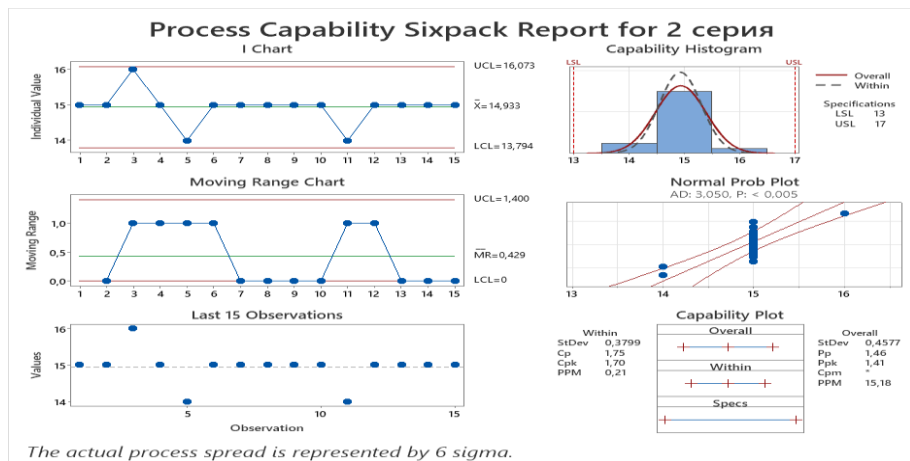 Process Capability Sixpack Report for 2 серия
I Chart
Individual Value
16
15
14
UCL=16,073
X̅=14,933
LCL=13,784
1 2 3 4 5 6 7 8 9 10 11 12 13 14 15
Capability Histogram
LSL USL
13 14 15 16 17
Overall
Within
Specifications
LSL 13
USL 17
Moving Range Chart
Moving Range
1,0
0,5
0,0
UCL=1,400
M̅R̅=0,429
LCL=0
1 2 3 4 5 6 7 8 9 10 11 12 13 14 15
Normal Prob Plot
AD: 3,050, P: < 0,005
13 14 15 16
Last 15 Observations
Values
16
15
14
5 10 15
Observation
Capability Plot
Within
StDev 0,3799
Cp 1,75
Cpk 1,70
PPM 0,21
Overall
Within
Specs
Overall
StDev 0,4577
Pp 1,46
Ppk 1,41
Cpm *
PPM 15,18
The actual process spread is represented by 6 sigma.